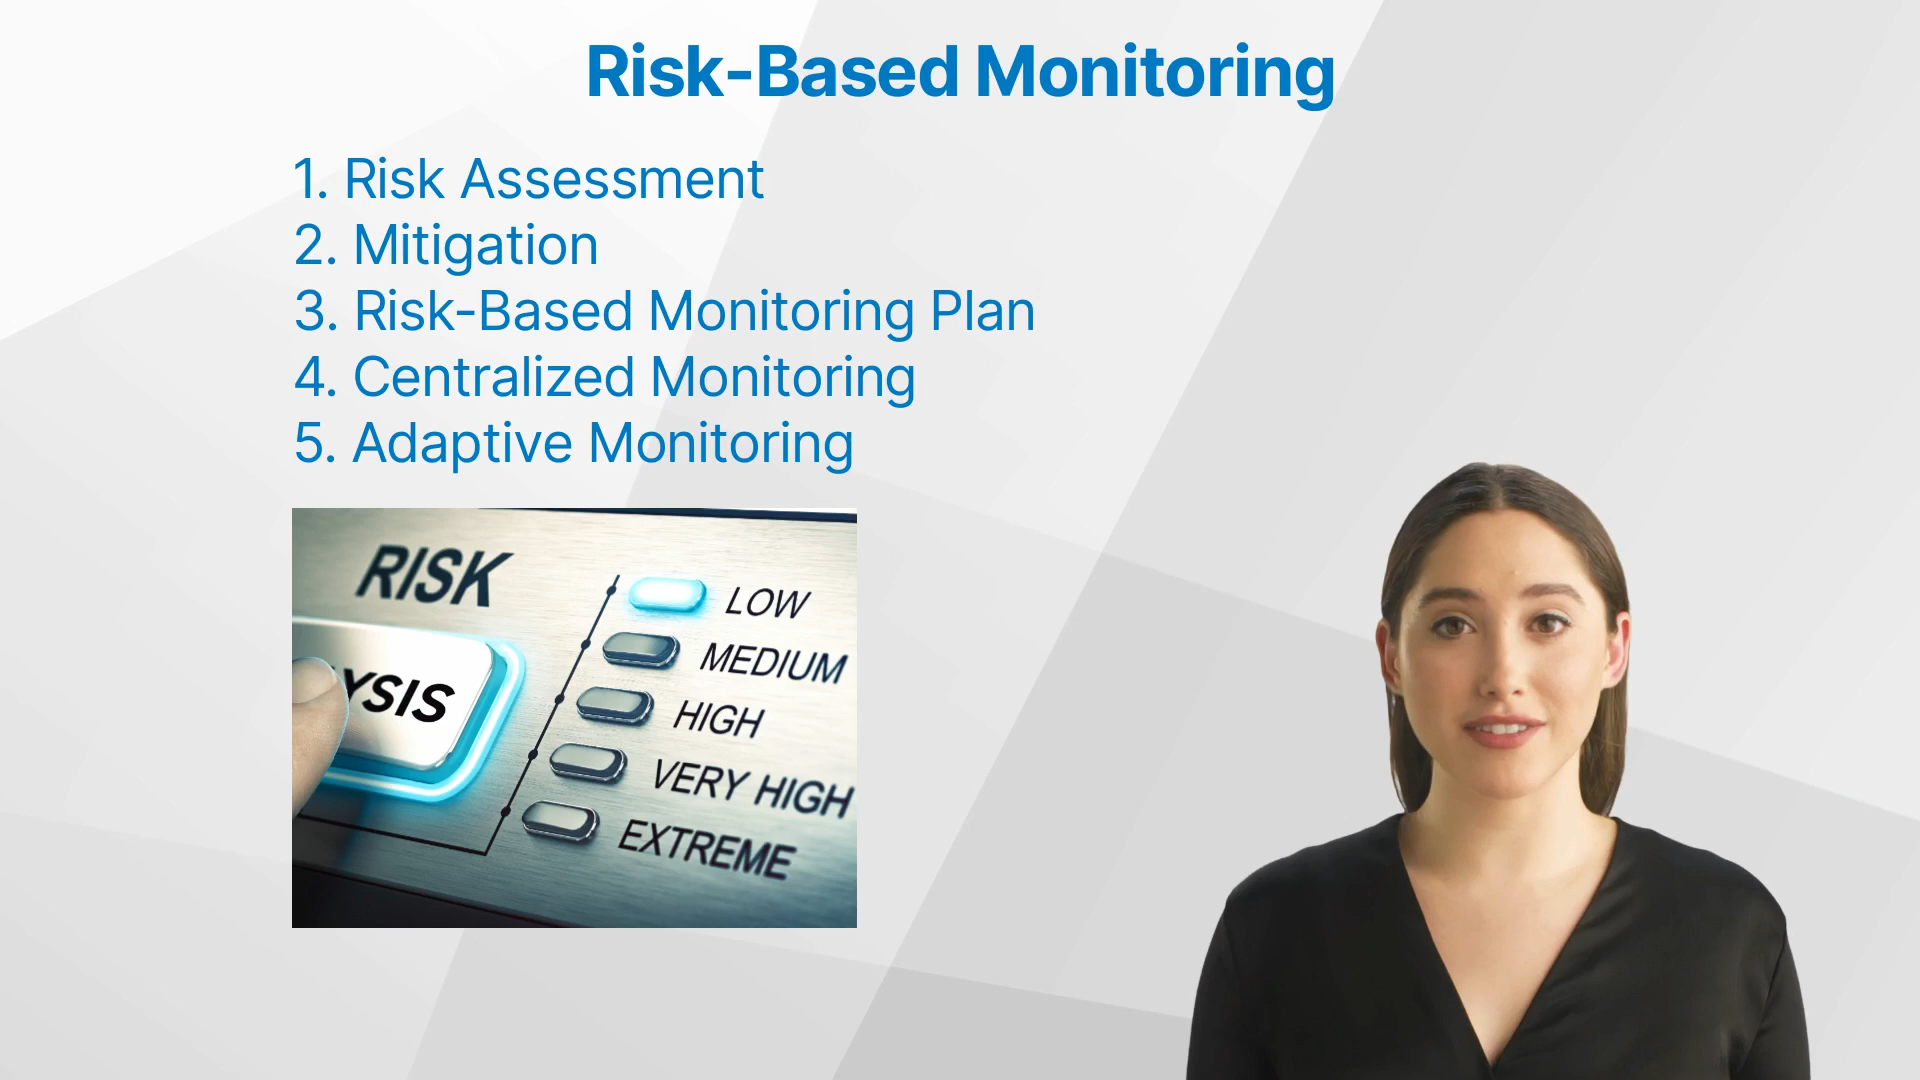 Risk-Based Monitoring
1. Risk Assessment
2. Mitigation
3. Risk-Based Monitoring Plan
4. Centralized Monitoring
5. Adaptive Monitoring
RISK
YSIS
LOW
MEDIUM
HIGH
VERY HIGH
EXTREME